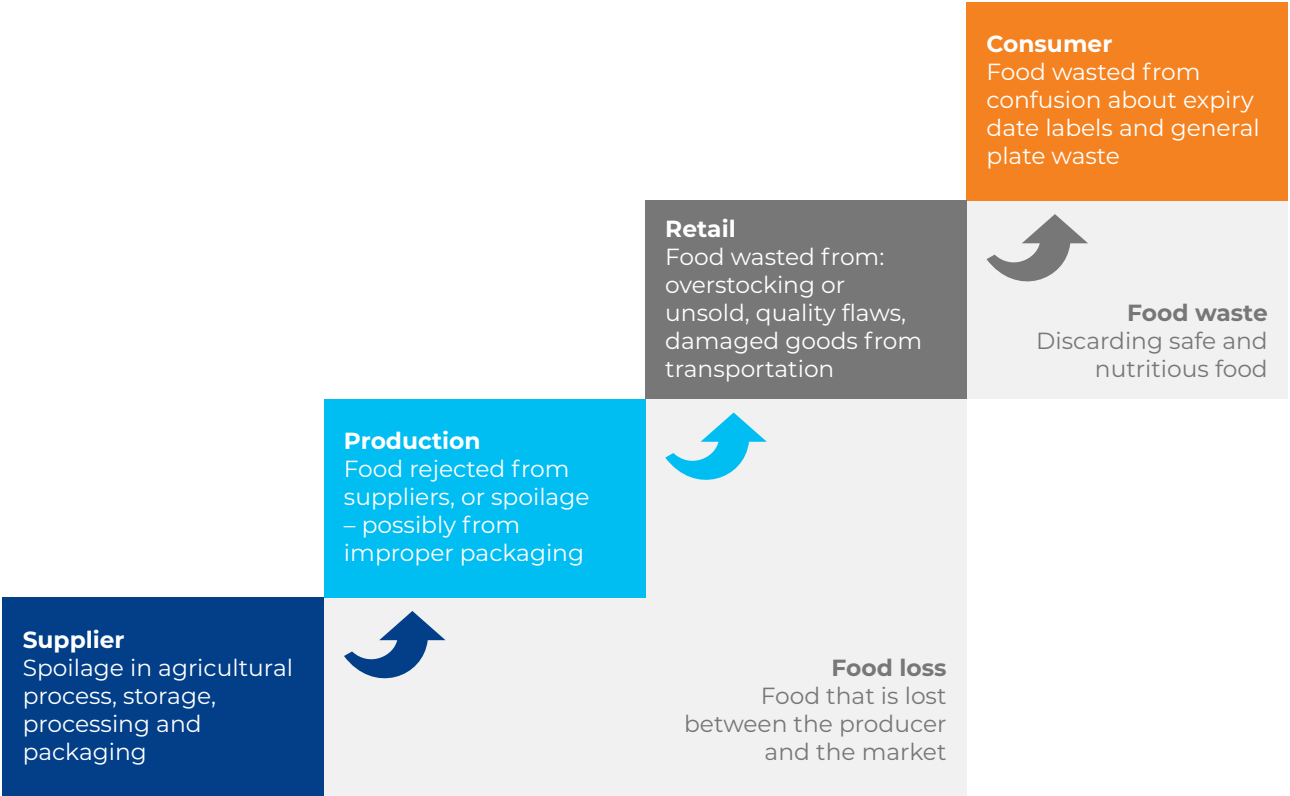 Consumer
Food wasted from
confusion about expiry
date labels and general
plate waste
Retail
Food wasted from:
overstocking or
unsold, quality flaws,
damaged goods from
transportation
Food waste
Discarding safe and
nutritious food
Production
Food rejected from
suppliers, or spoilage
– possibly from
improper packaging
Supplier
Spoilage in agricultural
process, storage,
processing and
packaging
Food loss
Food that is lost
between the producer
and the market